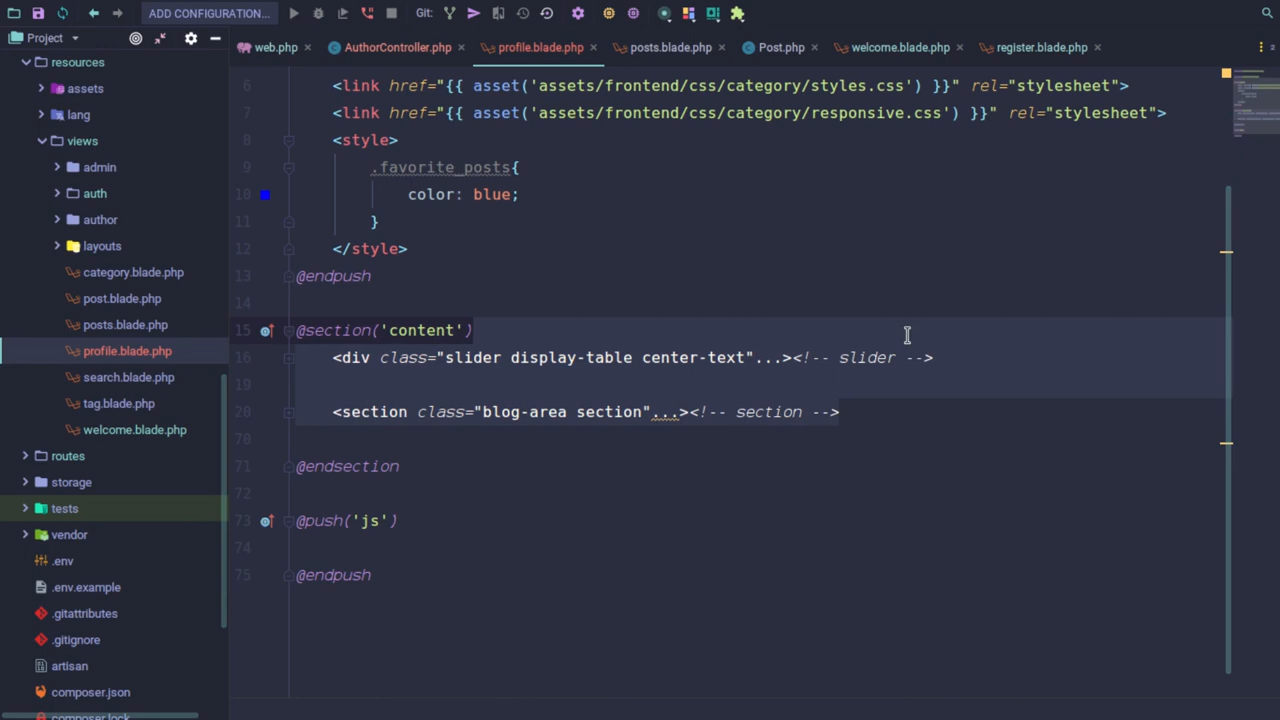 ADD CONFIGURATION...
Git:
Project
web.php
AuthorController.php
profile.blade.php
posts.blade.php
Post.php
welcome.blade.php
register.blade.php
2
resources
assets
lang
views
admin
auth
author
layouts
category.blade.php
post.blade.php
posts.blade.php
profile.blade.php
search.blade.php
tag.blade.php
welcome.blade.php
routes
storage
tests
vendor
.env
.env.example
.gitattributes
.gitignore
artisan
composer.json
composer.lock
6 <link href="{{ asset('assets/frontend/css/category/styles.css') }}" rel="stylesheet">
7 <link href="{{ asset('assets/frontend/css/category/responsive.css') }}" rel="stylesheet">
8 <style>
9 .favorite_posts{
10 color: blue;
11 }
12 </style>
13 @endpush
14
15 @section('content')
16 <div class="slider display-table center-text"...><!-- slider -->
19
20 <section class="blog-area section"...><!-- section -->
70
71 @endsection
72
73 @push('js')
74
75 @endpush